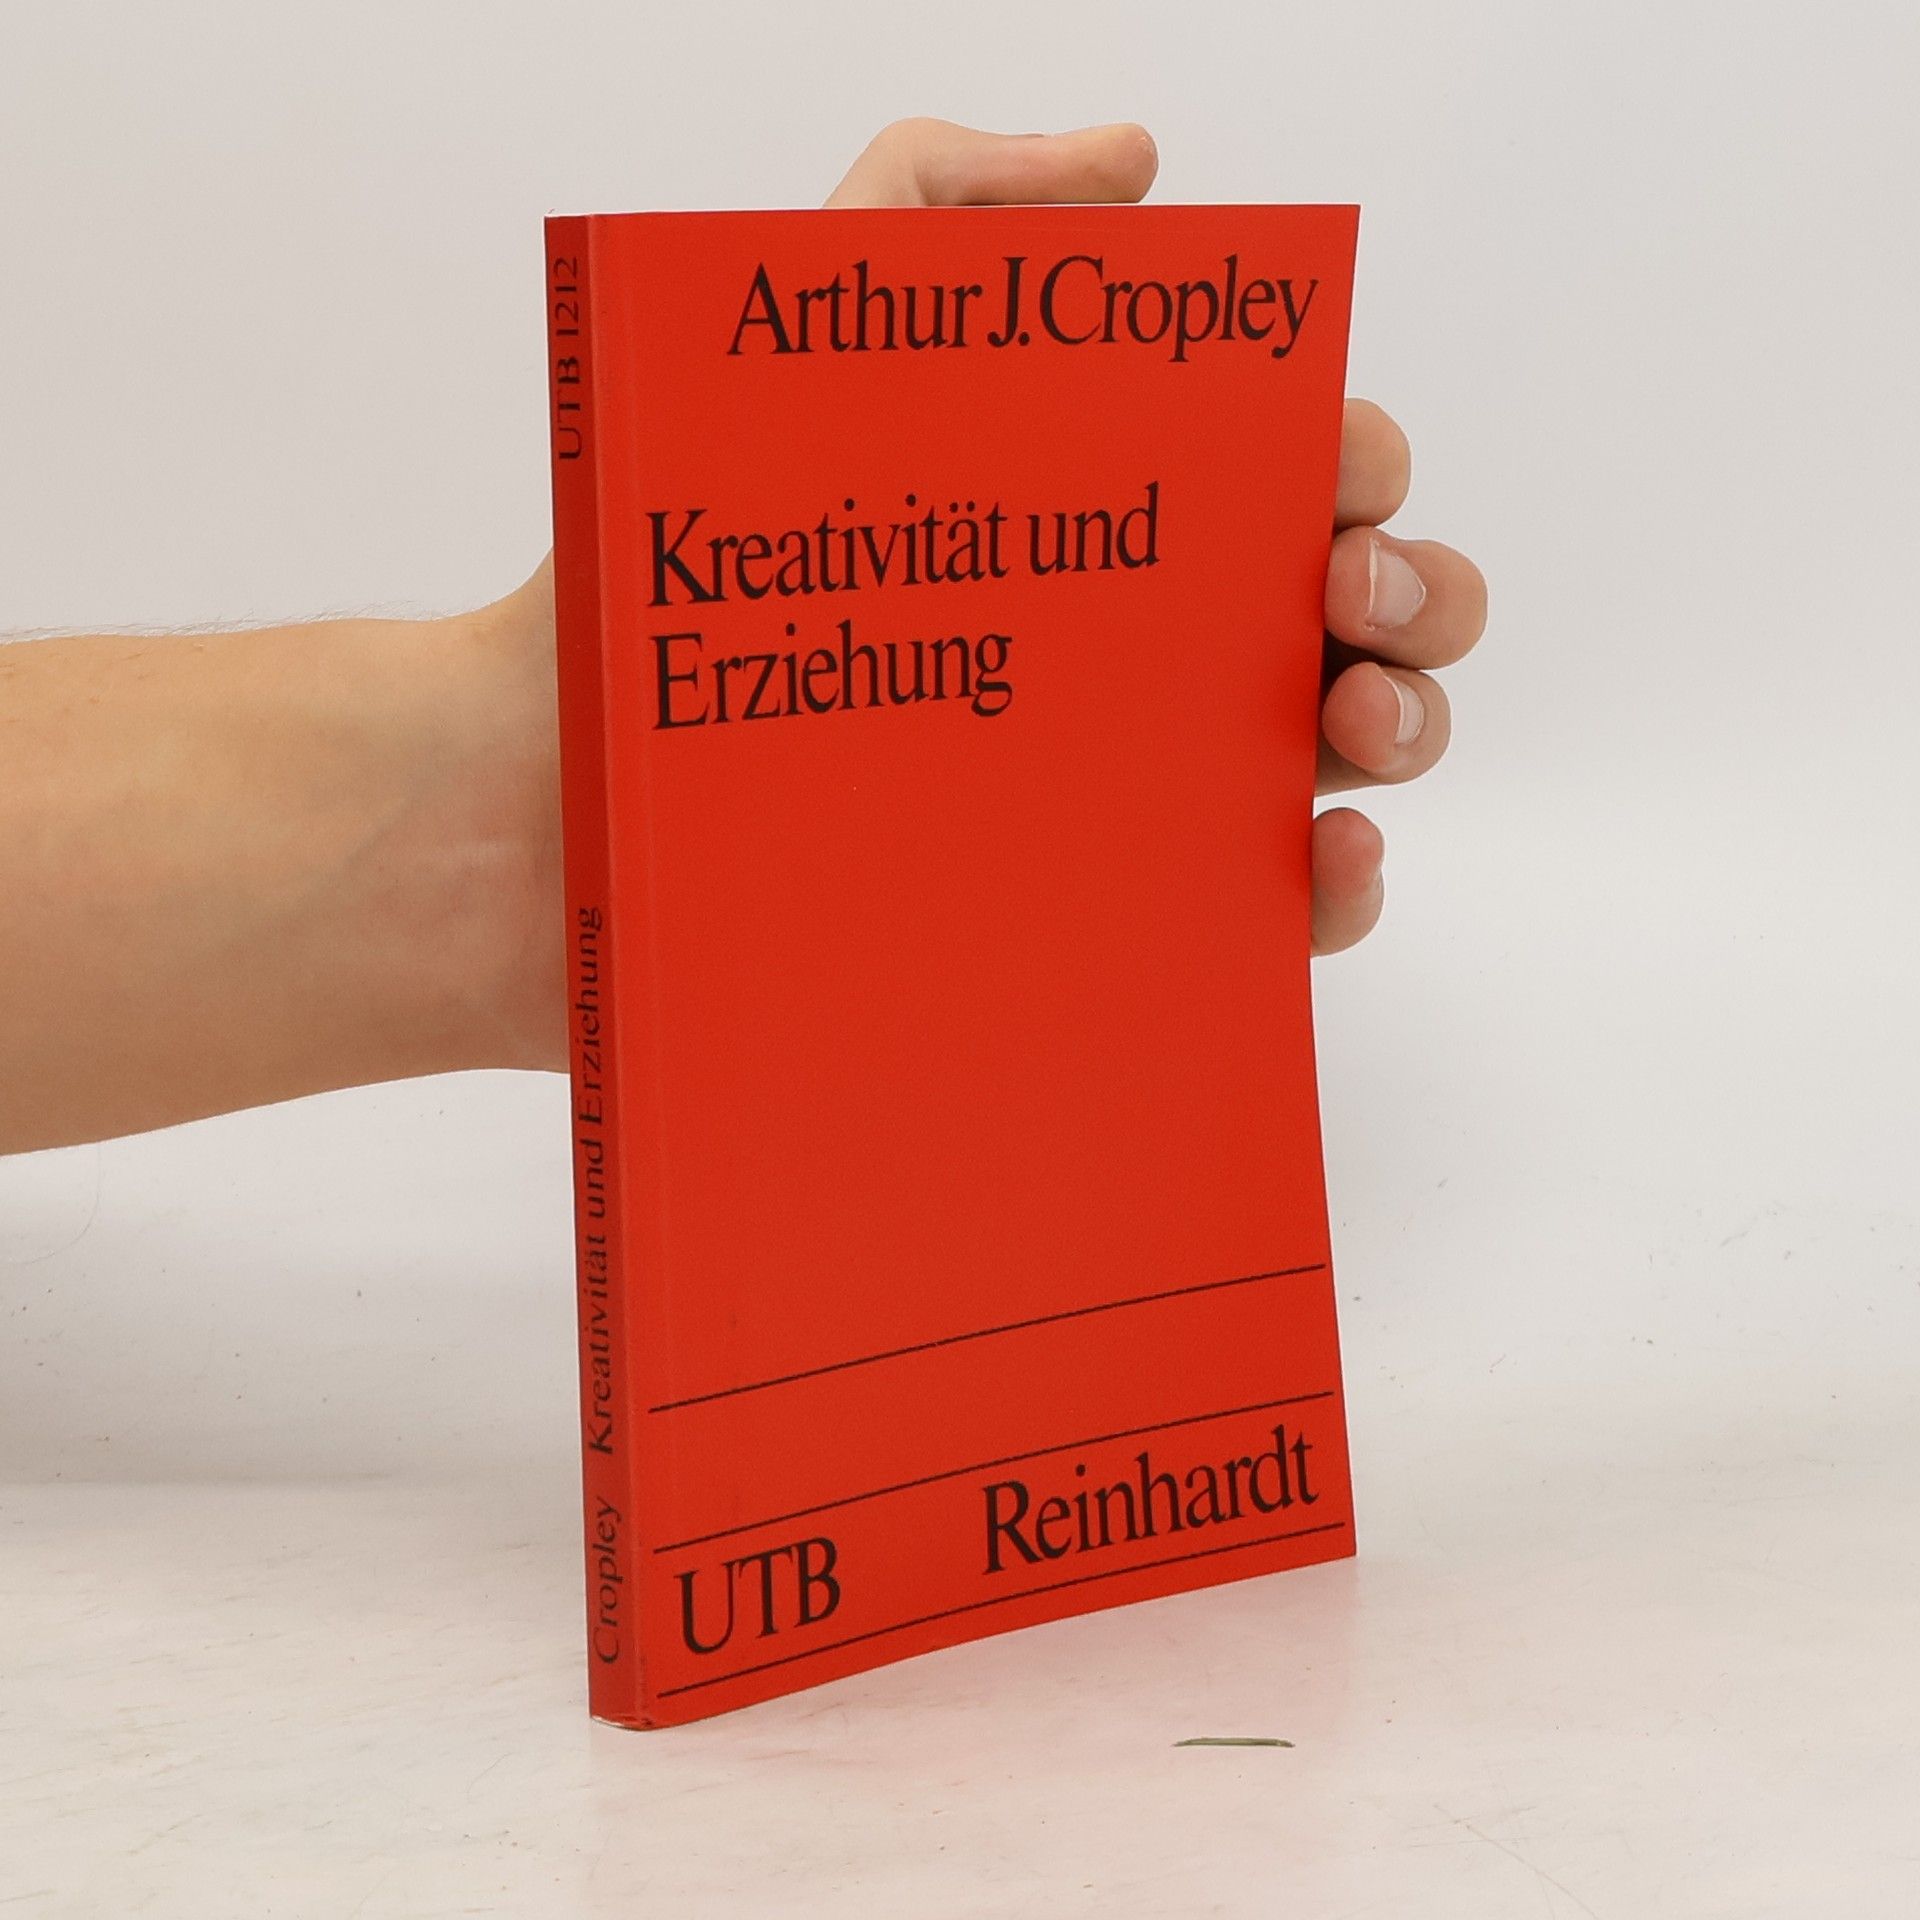 Arthur J. Cropley
Kreativität und
Erziehung
UTB Reinhardt
Cropley Kreativität und Erziehung UTB 1212